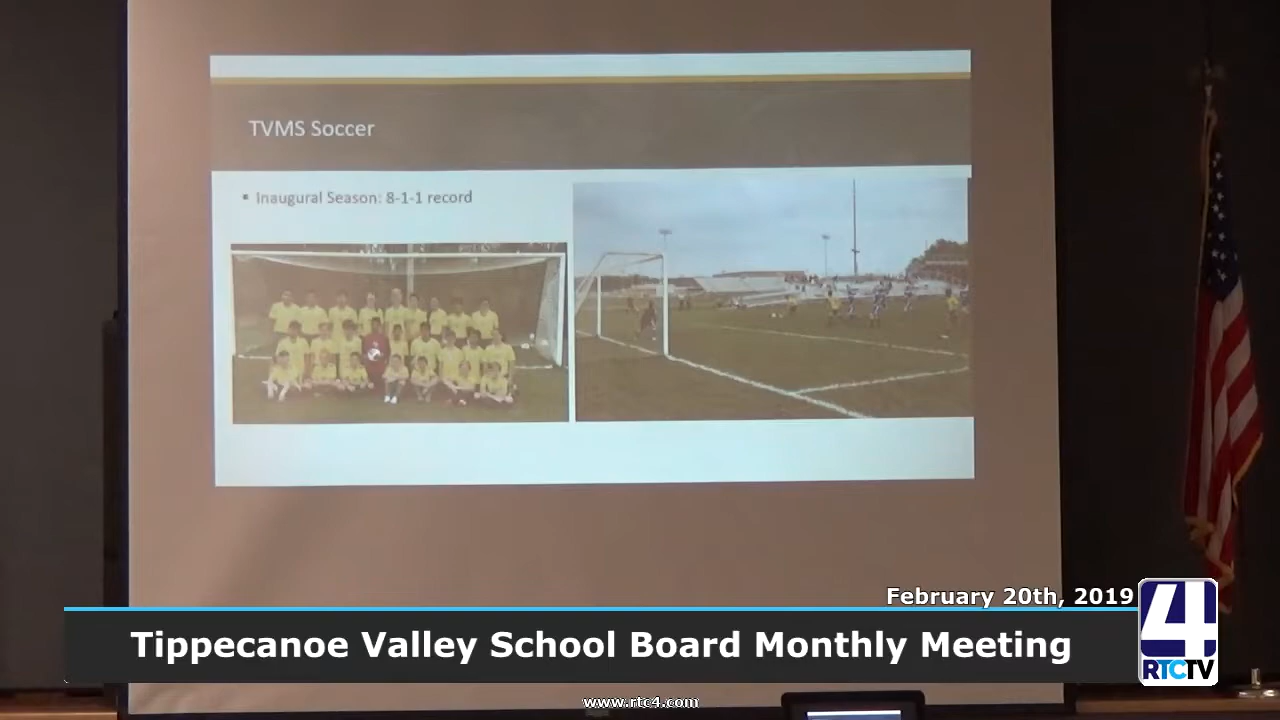 TVMS Soccer
▪ Inaugural Season: 8-1-1 record
February 20th, 2019
Tippecanoe Valley School Board Monthly Meeting
4
RTCTV
www.rtc4.com